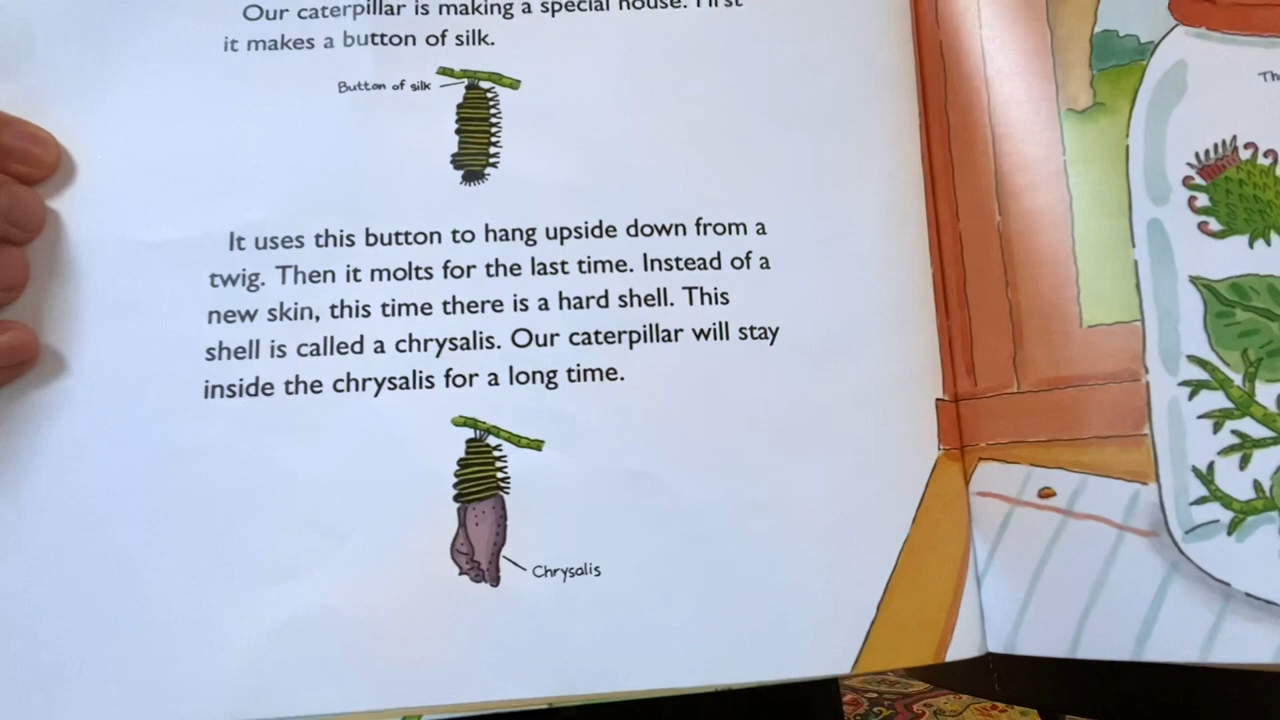 Our caterpillar is making a special house. First
it makes a button of silk.
Button of silk
It uses this button to hang upside down from a
twig. Then it molts for the last time. Instead of a
new skin, this time there is a hard shell. This
shell is called a chrysalis. Our caterpillar will stay
inside the chrysalis for a long time.
Chrysalis